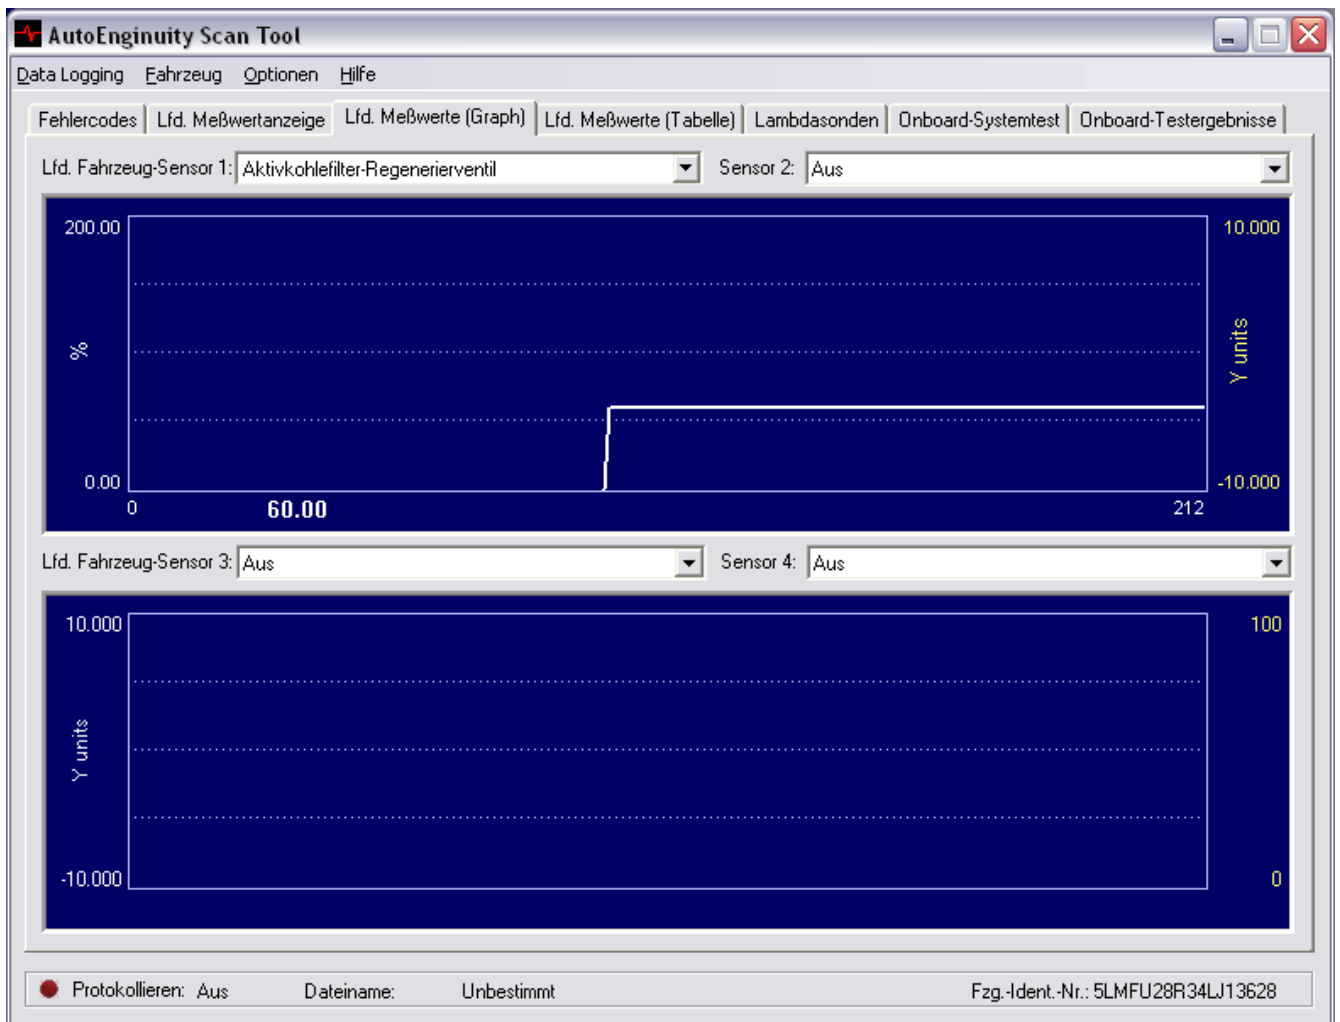 AutoEnginuity Scan Tool
Data Logging Fahrzeug Optionen Hilfe
Fehlercodes Lfd. Meßwertanzeige Lfd. Meßwerte (Graph) Lfd. Meßwerte (Tabelle) Lambdasonden Onboard-Systemtest Onboard-Testergebnisse
Lfd. Fahrzeug-Sensor 1: Aktivkohlefilter-Regenerierventil Sensor 2: Aus
200.00 10.000
% Y units
0.00 -10.000
0 60.00 212
Lfd. Fahrzeug-Sensor 3: Aus Sensor 4: Aus
10.000 100
Y units
-10.000 0
Protokollieren: Aus Dateiname: Unbestimmt Fzg.-Ident.-Nr.: 5LMFU28R34LJ13628